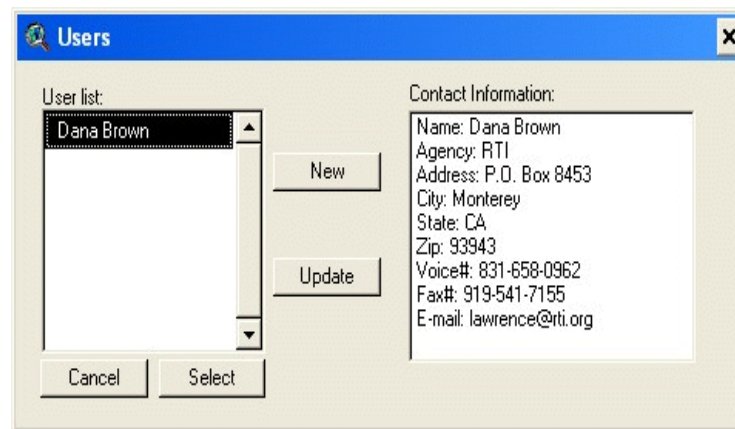 Users
User list:
Dana Brown
New
Update
Cancel
Select
Contact Information:
Name: Dana Brown
Agency: RTI
Address: P.O. Box 8453
City: Monterey
State: CA
Zip: 93943
Voice#: 831-658-0962
Fax#: 919-541-7155
E-mail: lawrence@rti.org